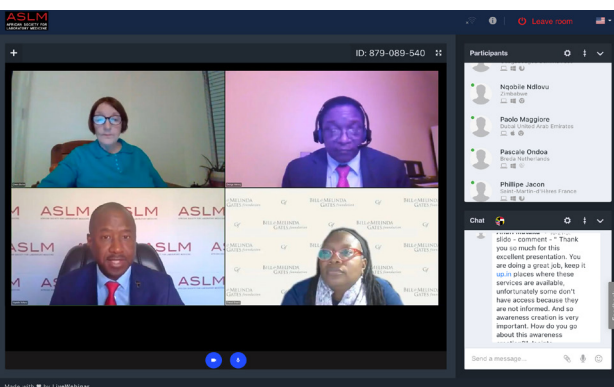 ASLM
AFRICAN SOCIETY FOR
LABORATORY MEDICINE
Leave room
ID: 879-089-540
Participants
Nqobile Ndlovu
Zimbabwe
Paolo Maggiore
Dubai United Arab Emirates
Pascale Ondoa
Breda Netherlands
Phillipe Jacon
Saint-Martin-d'Hères France
ASLM ASLM ASLM
BILL & MELINDA
GATES
Chat
slido - comment - " Thank
you so much for this
excellent presentation. You
are doing a great job, keep it
up.in places where these
services are available,
unfortunately some don't
have access because they
are not informed. And so
awareness creation is very
important. How do you go
about this awareness
Send a message...
Made with by LiveWebinar